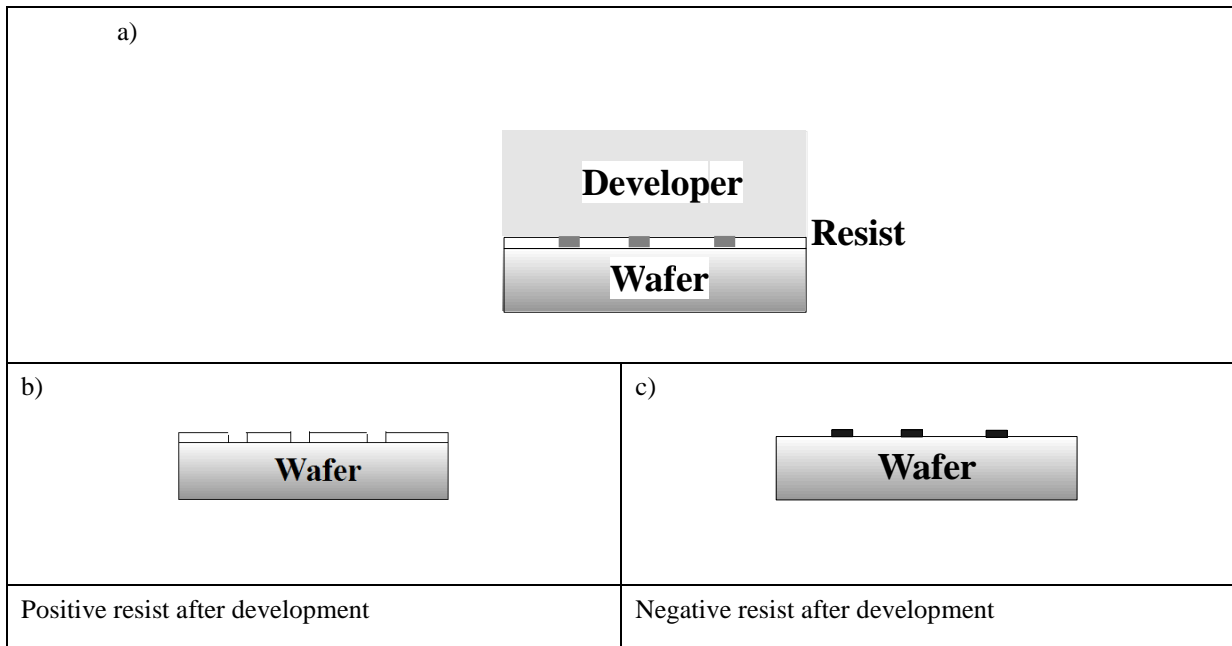 a)
Developer
Resist
Wafer
b)
Wafer
c)
Wafer
Positive resist after development
Negative resist after development